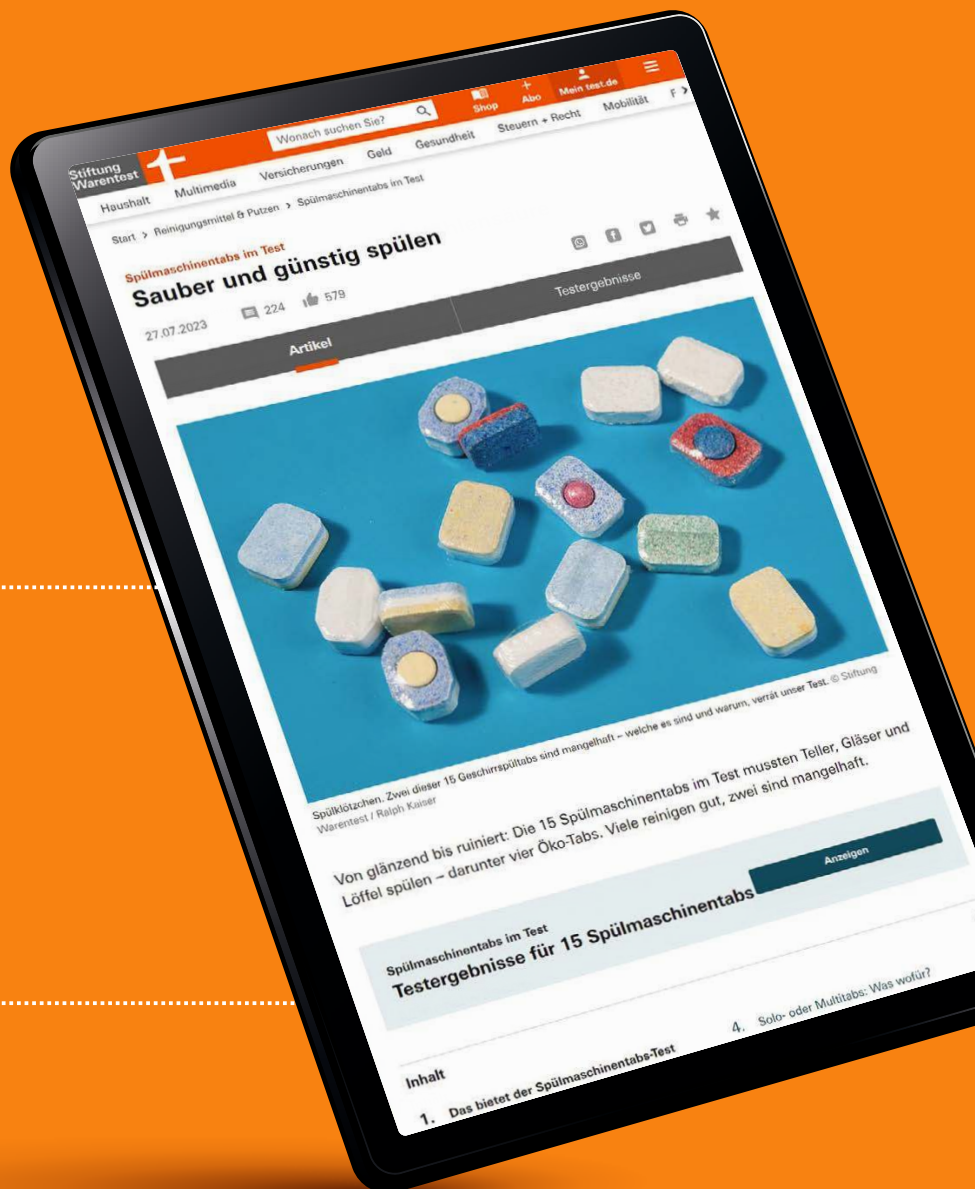 Stiftung
Warentest
Wonach suchen Sie?
Shop
Abo
Mein test.de
Haushalt
Multimedia
Versicherungen
Geld
Gesundheit
Steuern + Recht
Mobilität
F >
Start > Reinigungsmittel & Putzen > Spülmaschinentabs im Test
Spülmaschinentabs im Test
Sauber und günstig spülen
27.07.2023
224
579
Artikel
Testergebnisse
Spülklötzchen. Zwei dieser 15 Geschirrspültabs sind mangelhaft – welche es sind und warum, verrät unser Test. © Stiftung
Warentest / Ralph Kaiser
Von glänzend bis ruiniert: Die 15 Spülmaschinentabs im Test mussten Teller, Gläser und
Löffel spülen – darunter vier Öko-Tabs. Viele reinigen gut, zwei sind mangelhaft.
Spülmaschinentabs im Test
Testergebnisse für 15 Spülmaschinentabs
Anzeigen
Inhalt
1. Das bietet der Spülmaschinentabs-Test
4. Solo- oder Multitabs: Was wofür?